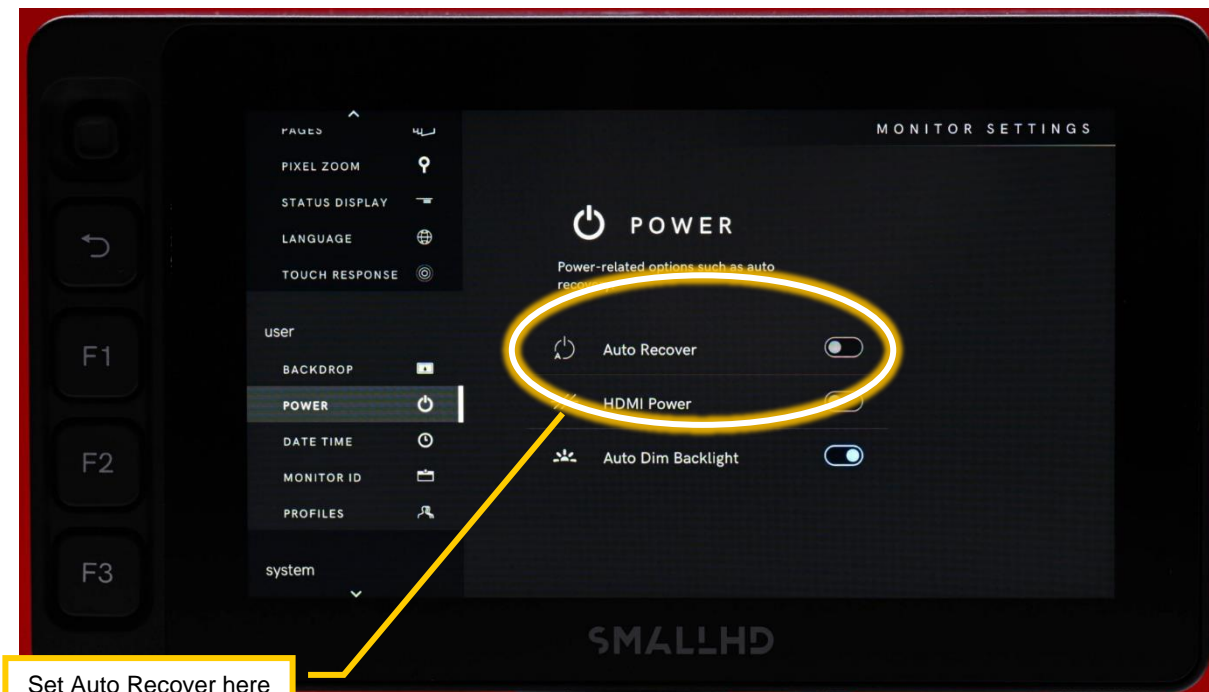 PAGES
MONITOR SETTINGS
PIXEL ZOOM
STATUS DISPLAY
LANGUAGE
TOUCH RESPONSE
POWER
Power-related options such as auto
recovery
user
F1
Auto Recover
BACKDROP
POWER
HDMI Power
DATE TIME
F2
Auto Dim Backlight
MONITOR ID
PROFILES
F3
system
SMALLHD
Set Auto Recover here